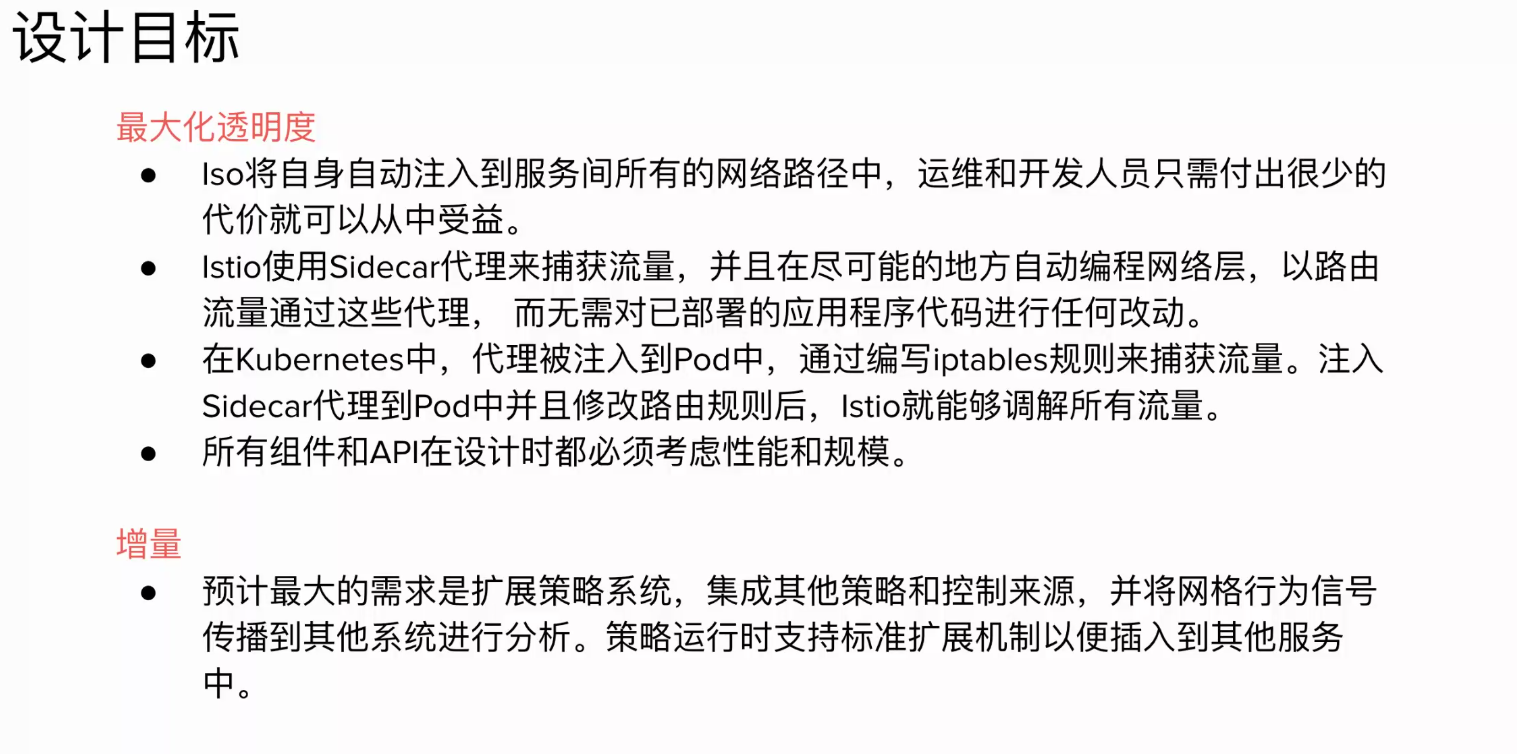 设计目标
最大化透明度
● Iso将自身自动注入到服务间所有的网络路径中，运维和开发人员只需付出很少的
代价就可以从中受益。
● Istio使用Sidecar代理来捕获流量，并且在尽可能的地方自动编程网络层，以路由
流量通过这些代理， 而无需对已部署的应用程序代码进行任何改动。
● 在Kubernetes中，代理被注入到Pod中，通过编写iptables规则来捕获流量。注入
Sidecar代理到Pod中并且修改路由规则后，Istio就能够调解所有流量。
● 所有组件和API在设计时都必须考虑性能和规模。
增量
● 预计最大的需求是扩展策略系统，集成其他策略和控制来源，并将网格行为信号
传播到其他系统进行分析。策略运行时支持标准扩展机制以便插入到其他服务
中。